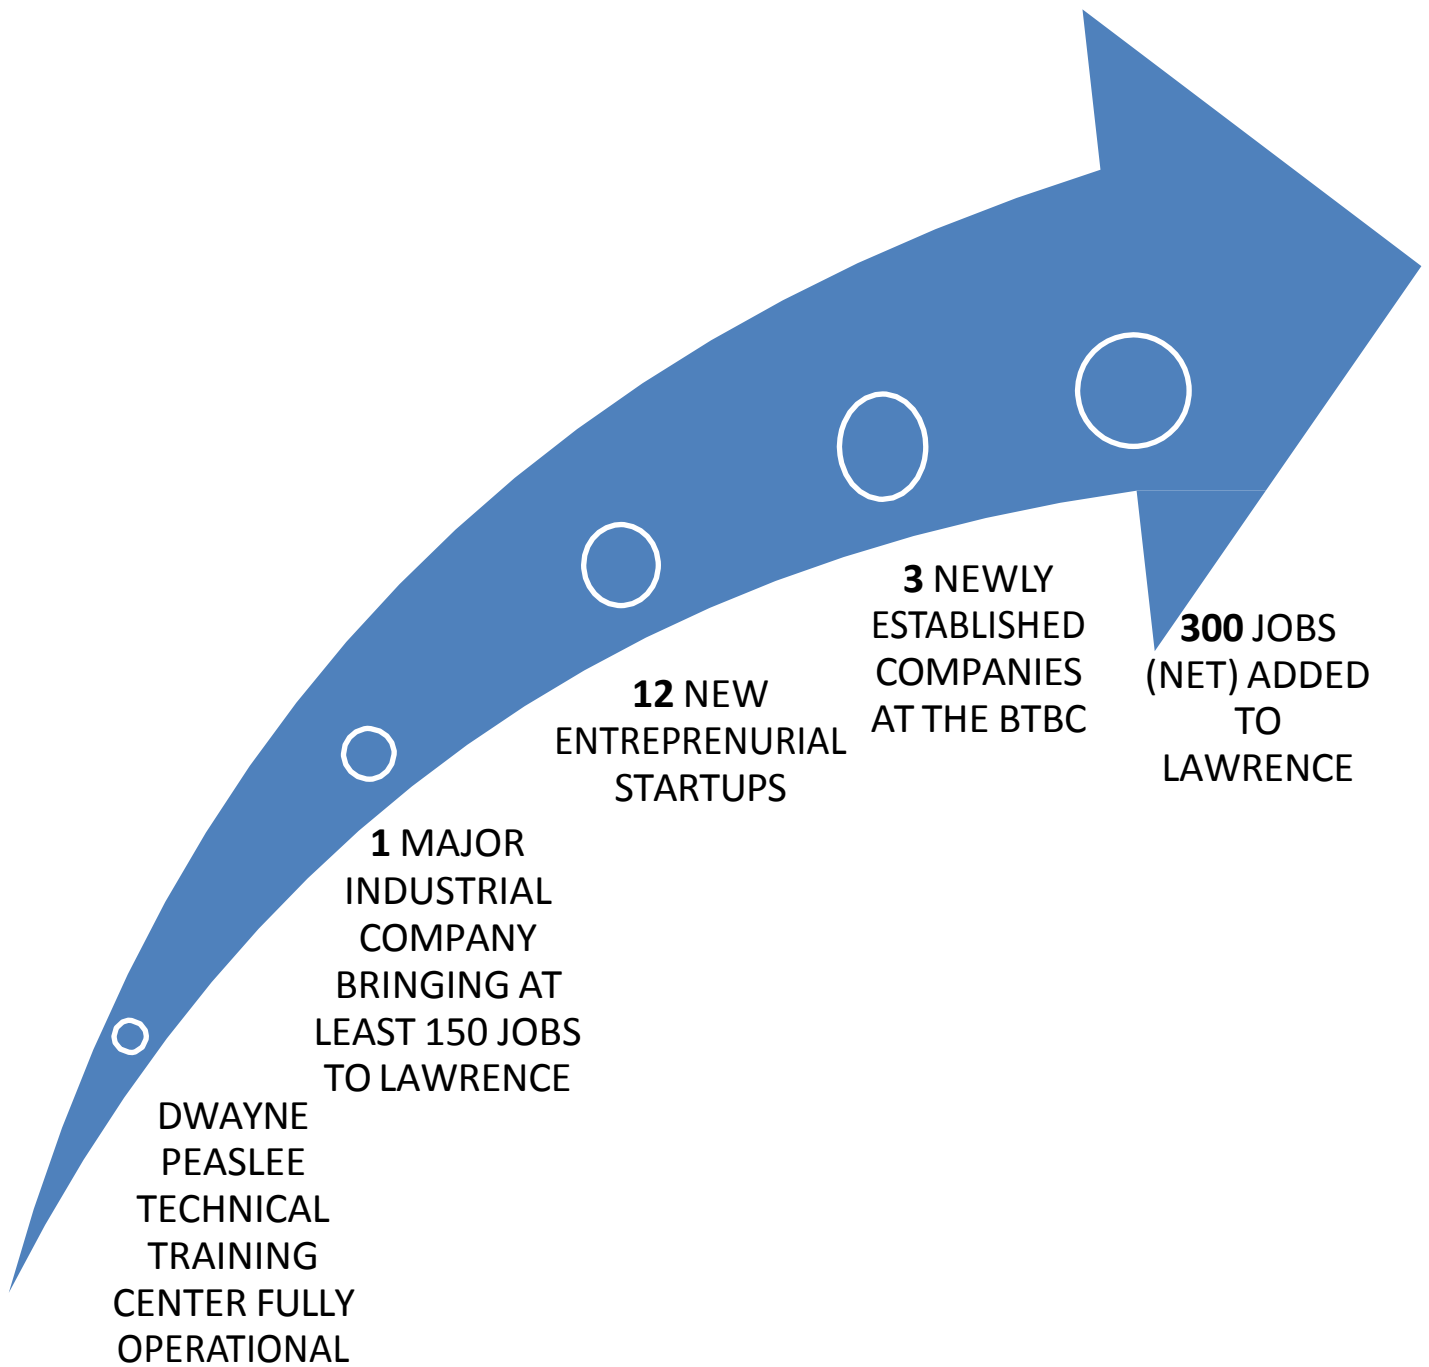 DWAYNE
PEASLEE
TECHNICAL
TRAINING
CENTER FULLY
OPERATIONAL
1 MAJOR
INDUSTRIAL
COMPANY
BRINGING AT
LEAST 150 JOBS
TO LAWRENCE
12 NEW
ENTREPRENURIAL
STARTUPS
3 NEWLY
ESTABLISHED
COMPANIES
AT THE BTBC
300 JOBS
(NET) ADDED
TO
LAWRENCE